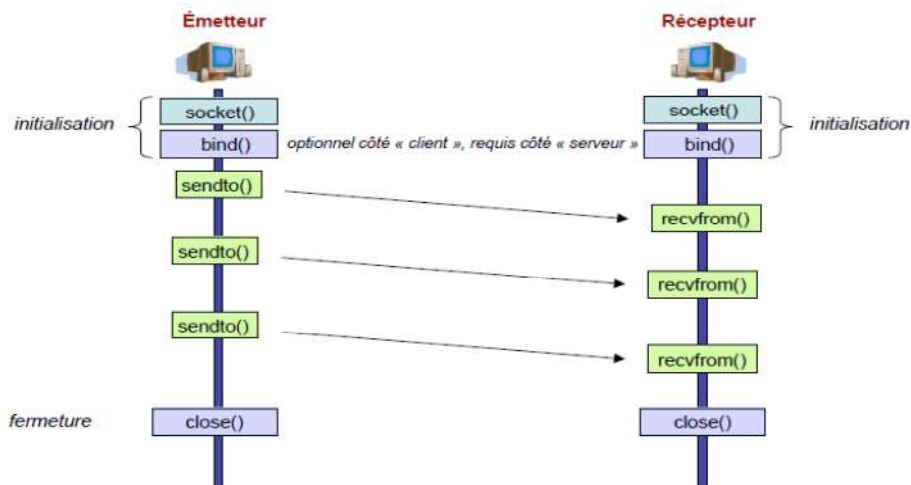 Émetteur Récepteur
socket() socket()
initialisation initialisation
bind() optionnel côté « client », requis côté « serveur » bind()
sendto()
recvfrom()
sendto()
recvfrom()
sendto()
recvfrom()
fermeture close() close()